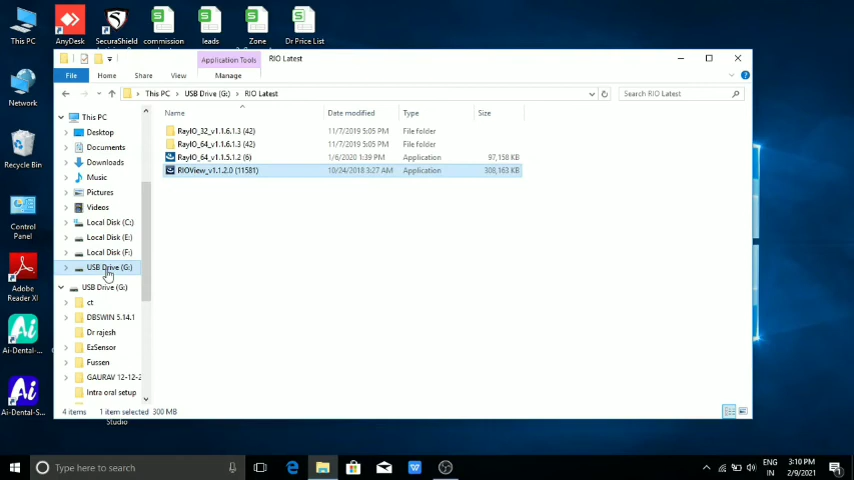 This PC
AnyDesk
SecuraShield
commission
leads
Zone
Dr Price List
Application Tools
RIO Latest
File
Home
Share
View
Manage
This PC
USB Drive (G:)
RIO Latest
Search RIO Latest
Network
Recycle Bin
Control
Panel
Adobe
Reader XI
Ai-Dental-...
Ai-Dental-S...
Studio
This PC
Desktop
Documents
Downloads
Music
Pictures
Videos
Local Disk (C:)
Local Disk (E:)
Local Disk (F:)
USB Drive (G:)
USB Drive (G:)
ct
DBSWIN 5.14.1
Dr rajesh
EzSensor
Fussen
GAURAV 12-12-2
Intra oral setup
Name
Date modified
Type
Size
RayIO_32_v1.1.6.1.3 (42)
11/7/2019 5:05 PM
File folder
RayIO_64_v1.1.6.1.3 (42)
11/7/2019 5:05 PM
File folder
RayIO_64_v1.1.5.1.2 (6)
1/6/2020 1:39 PM
Application
97,158 KB
RIOView_v1.1.2.0 (11581)
10/24/2018 3:27 AM
Application
308,163 KB
4 items
1 item selected
300 MB
Type here to search
ENG
IN
3:10 PM
2/9/2021